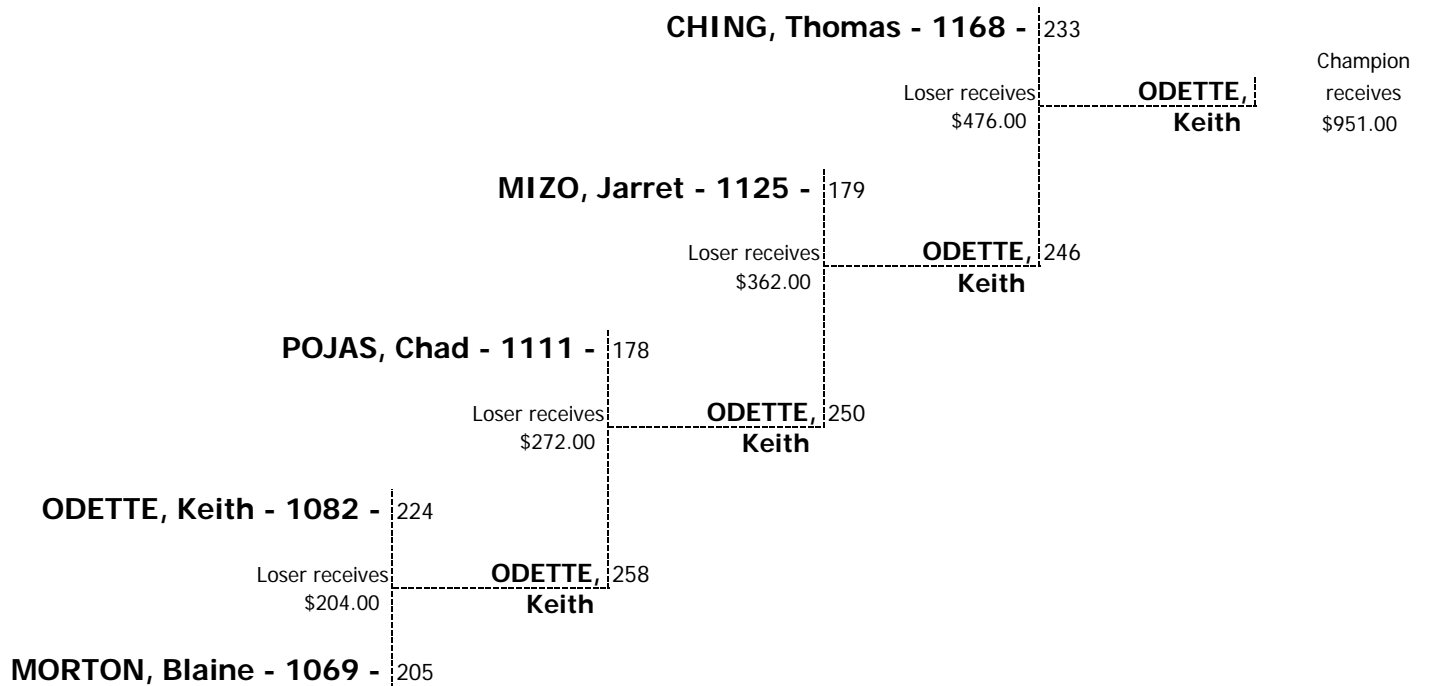 CHING, Thomas - 1168 - 233
Champion
Loser receives ODETTE, receives
$476.00 Keith $951.00
MIZO, Jarret - 1125 - 179
Loser receives ODETTE, 246
$362.00 Keith
POJAS, Chad - 1111 - 178
Loser receives ODETTE, 250
$272.00 Keith
ODETTE, Keith - 1082 - 224
Loser receives ODETTE, 258
$204.00 Keith
MORTON, Blaine - 1069 - 205